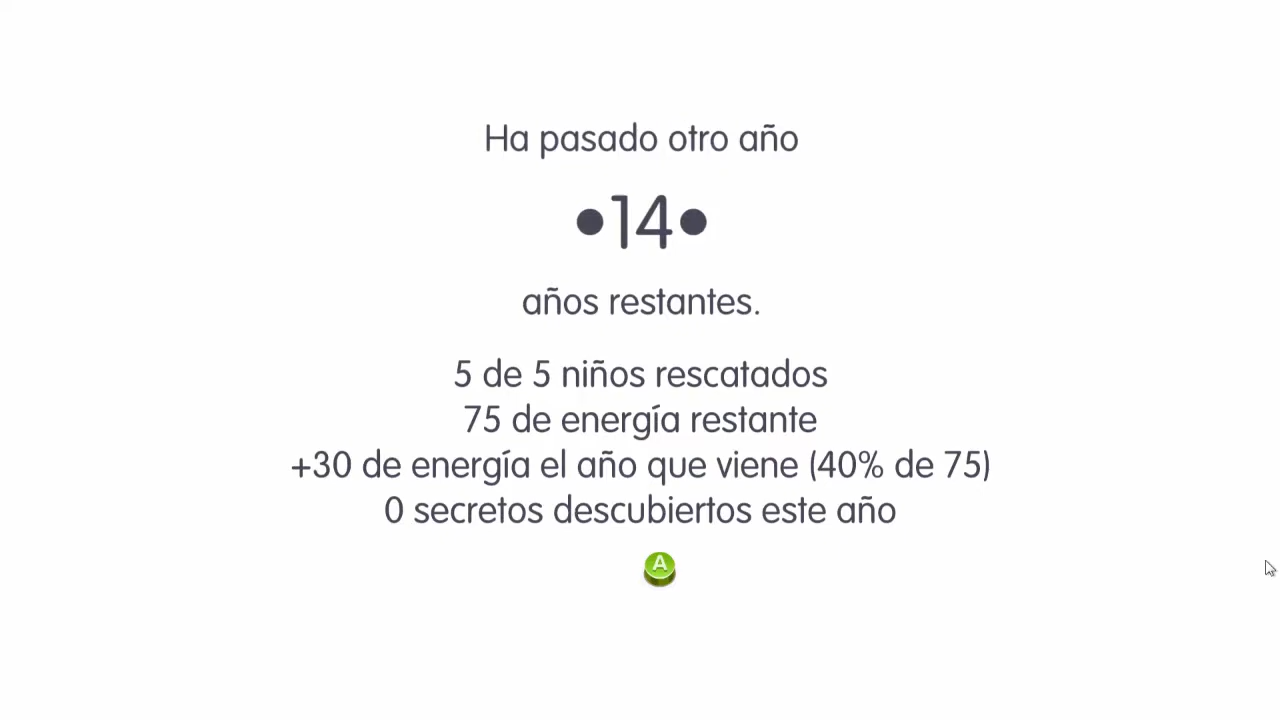 Ha pasado otro año
•14•
años restantes.
5 de 5 niños rescatados
75 de energía restante
+30 de energía el año que viene (40% de 75)
0 secretos descubiertos este año
A